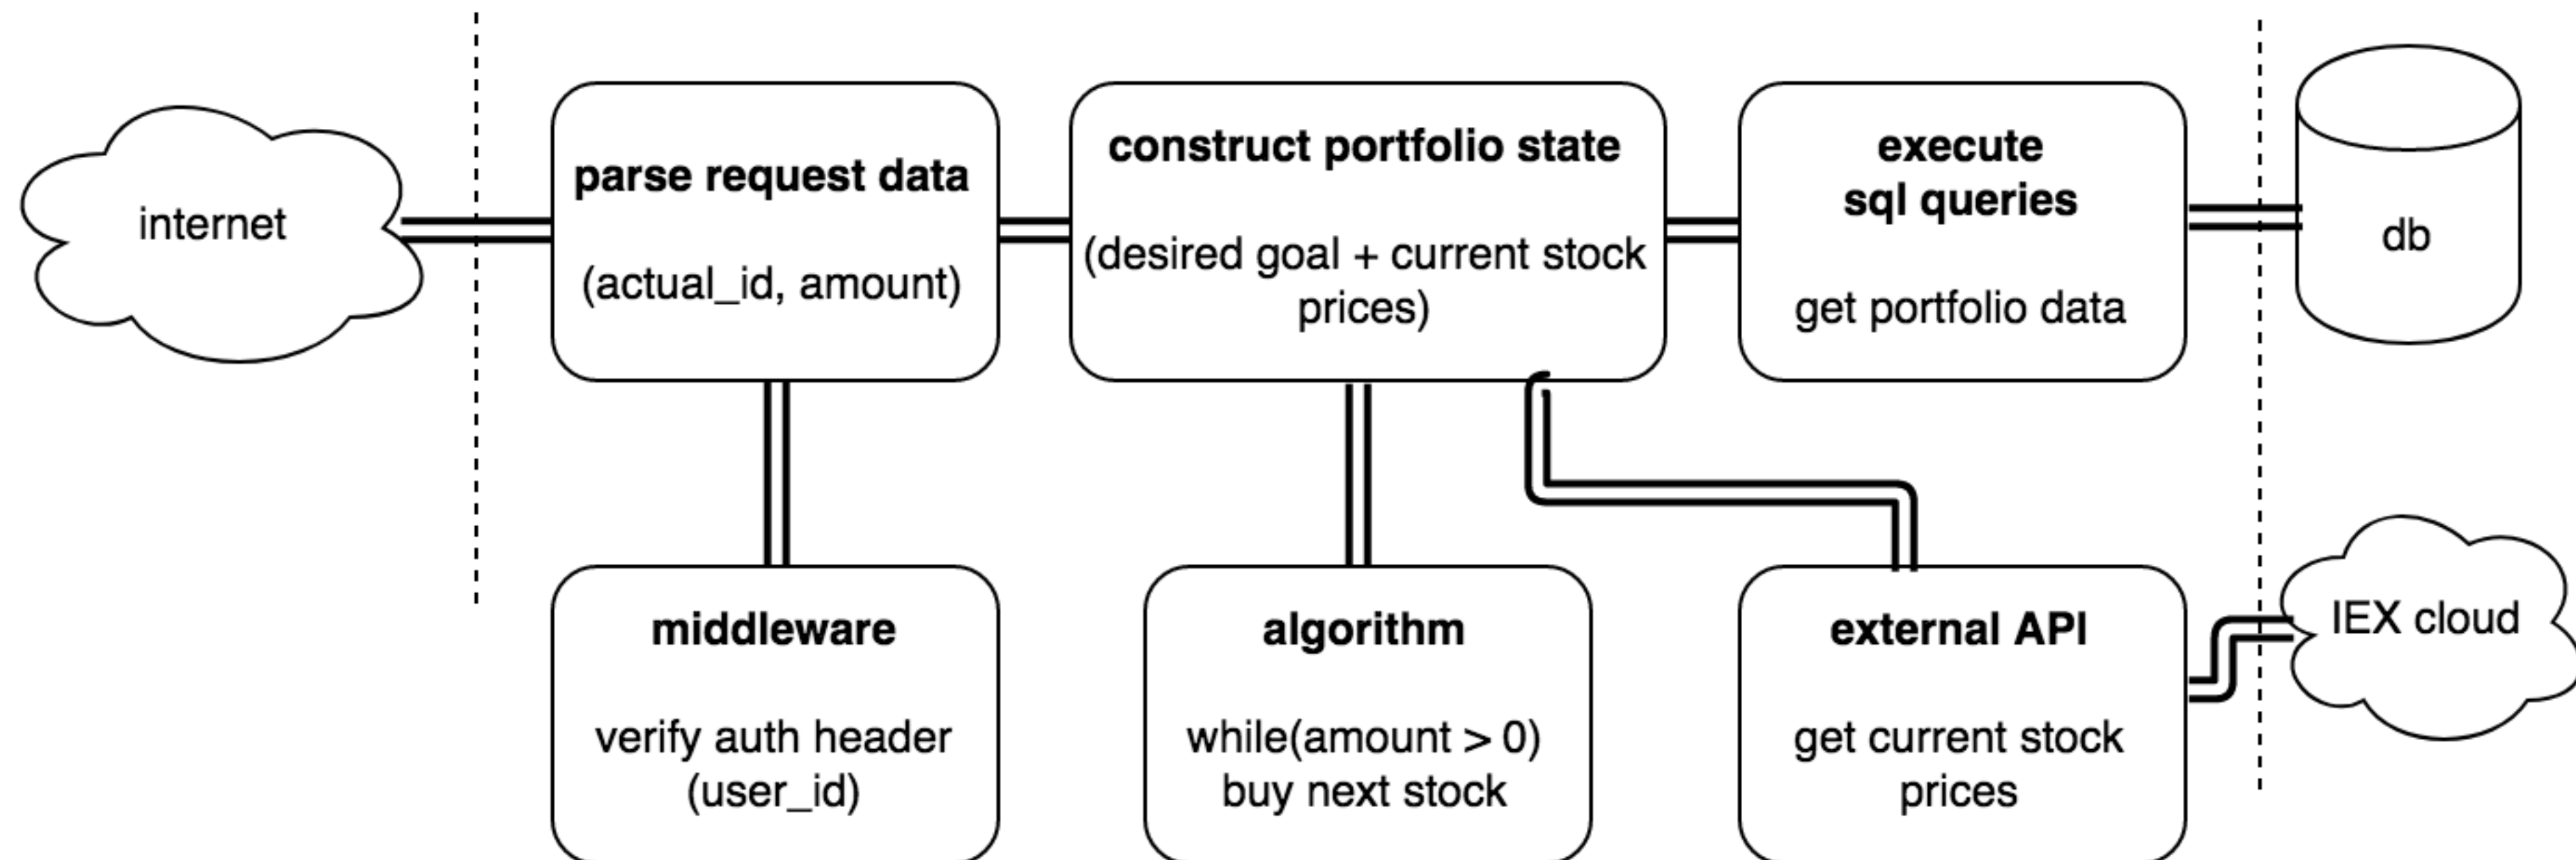 internet
parse request data
(actual_id, amount)
construct portfolio state
(desired goal + current stock
prices)
execute
sql queries
get portfolio data
db
middleware
verify auth header
(user_id)
algorithm
while(amount > 0)
buy next stock
external API
get current stock
prices
IEX cloud